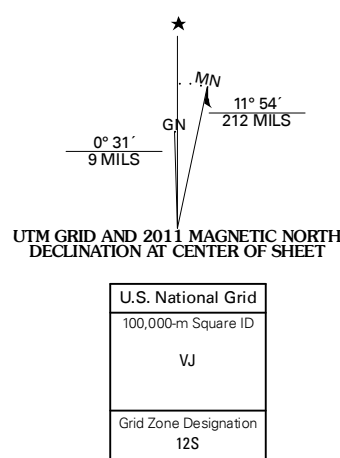 ★
MN
11° 54´
212 MILS
GN
0° 31´
9 MILS
UTM GRID AND 2011 MAGNETIC NORTH
DECLINATION AT CENTER OF SHEET
U.S. National Grid
100,000-m Square ID
VJ
Grid Zone Designation
12S